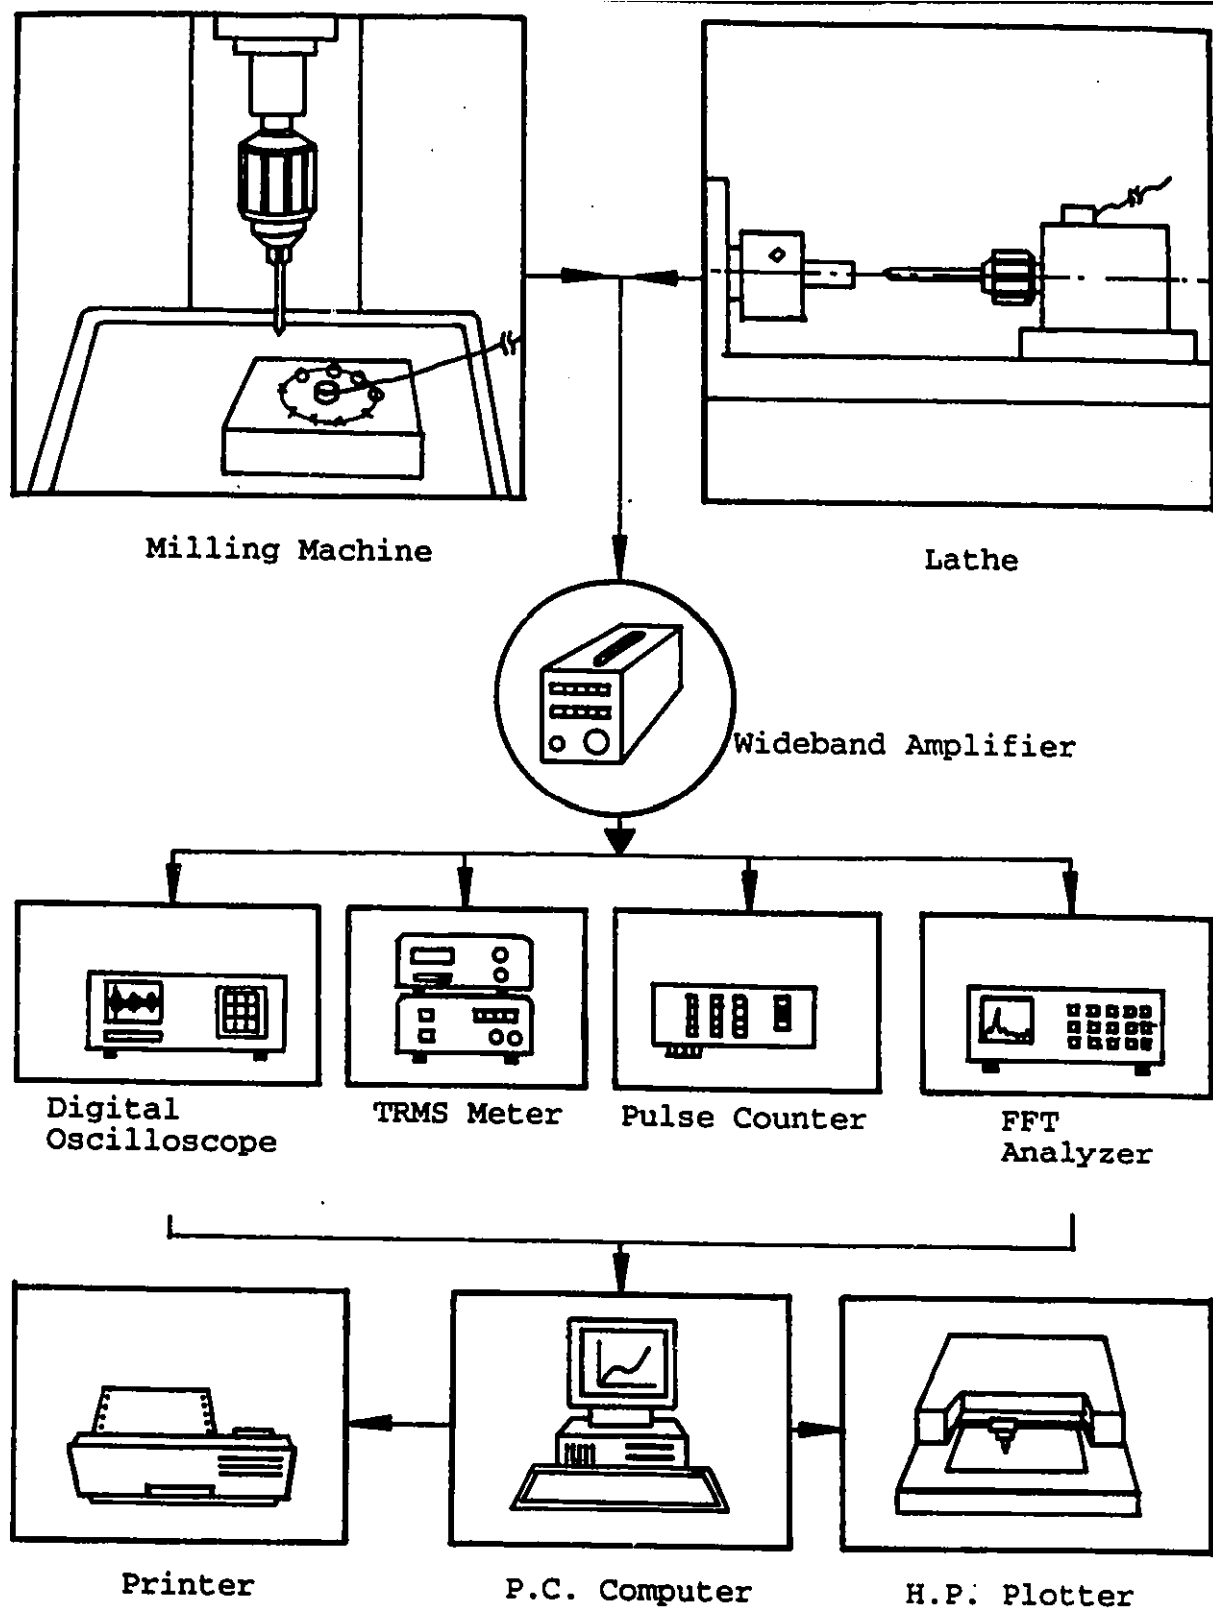 Milling Machine
Lathe
Wideband Amplifier
Digital
Oscilloscope
TRMS Meter
Pulse Counter
FFT
Analyzer
Printer
P.C. Computer
H.P. Plotter